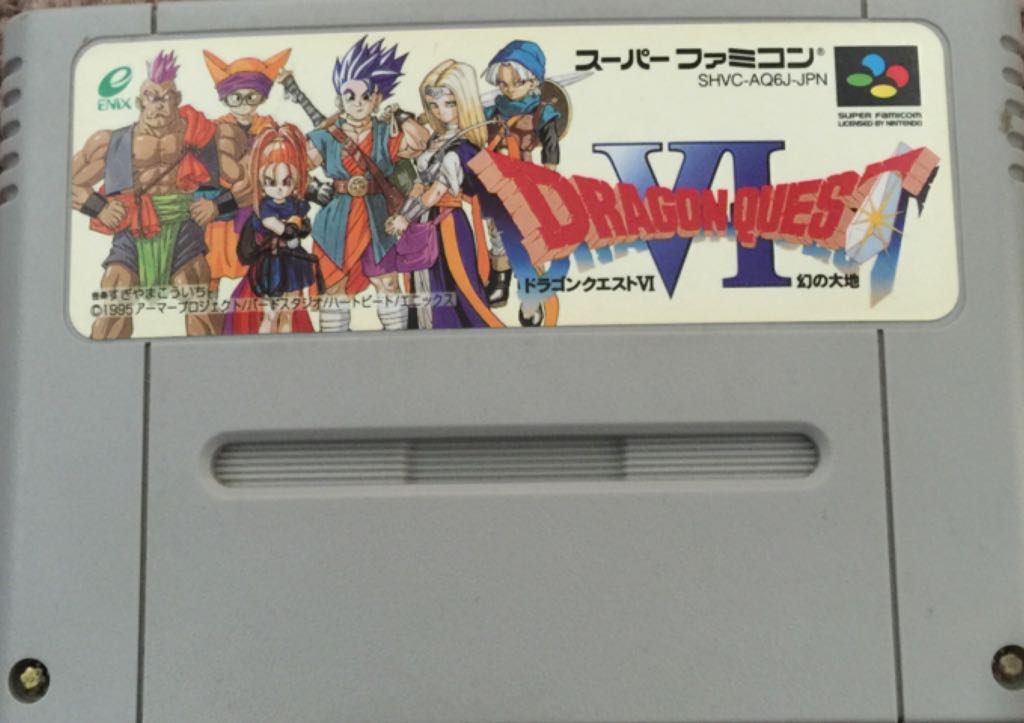 ENIX
スーパーファミコン®
SHVC-AQ6J-JPN
SUPER FAMICOM
LICENSED BY NINTENDO
VI
DRAGON QUEST
ドラゴンクエストVI 幻の大地
音楽 すぎやまこういち
©1995 アーマープロジェクト/バードスタジオ/ハートビート/エニックス